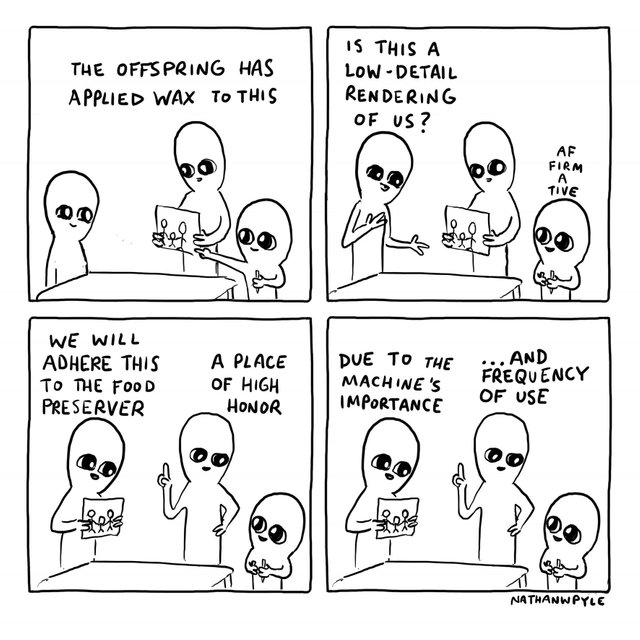 THE OFFSPRING HAS
APPLIED WAX TO THIS
IS THIS A
LOW-DETAIL
RENDERING
OF US?
AF
FIRM
A
TIVE
WE WILL
ADHERE THIS
TO THE FOOD
PRESERVER
A PLACE
OF HIGH
HONOR
DUE TO THE
MACHINE'S
IMPORTANCE
...AND
FREQUENCY
OF USE
NATHANWPYLE